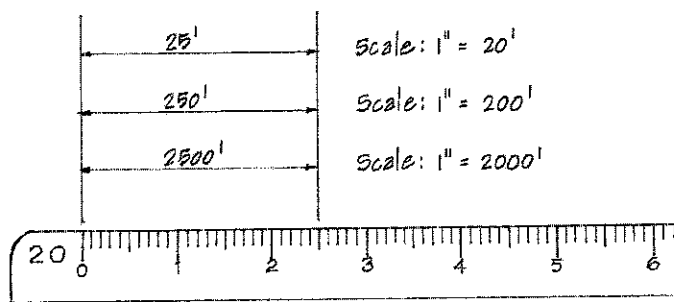 25' Scale: 1" = 20'
250' Scale: 1" = 200'
2500' Scale: 1" = 2000'
20 0 1 2 3 4 5 6